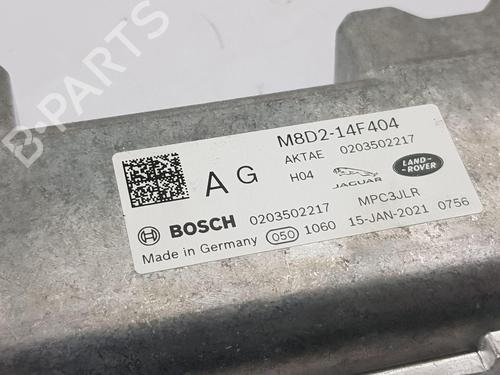 B-PARTS
M8D2-14F404
AKTAE 0203502217
AG H04 JAGUAR LAND ROVER
BOSCH 0203502217 MPC3JLR
Made in Germany 050 1060 15-JAN-2021 0756